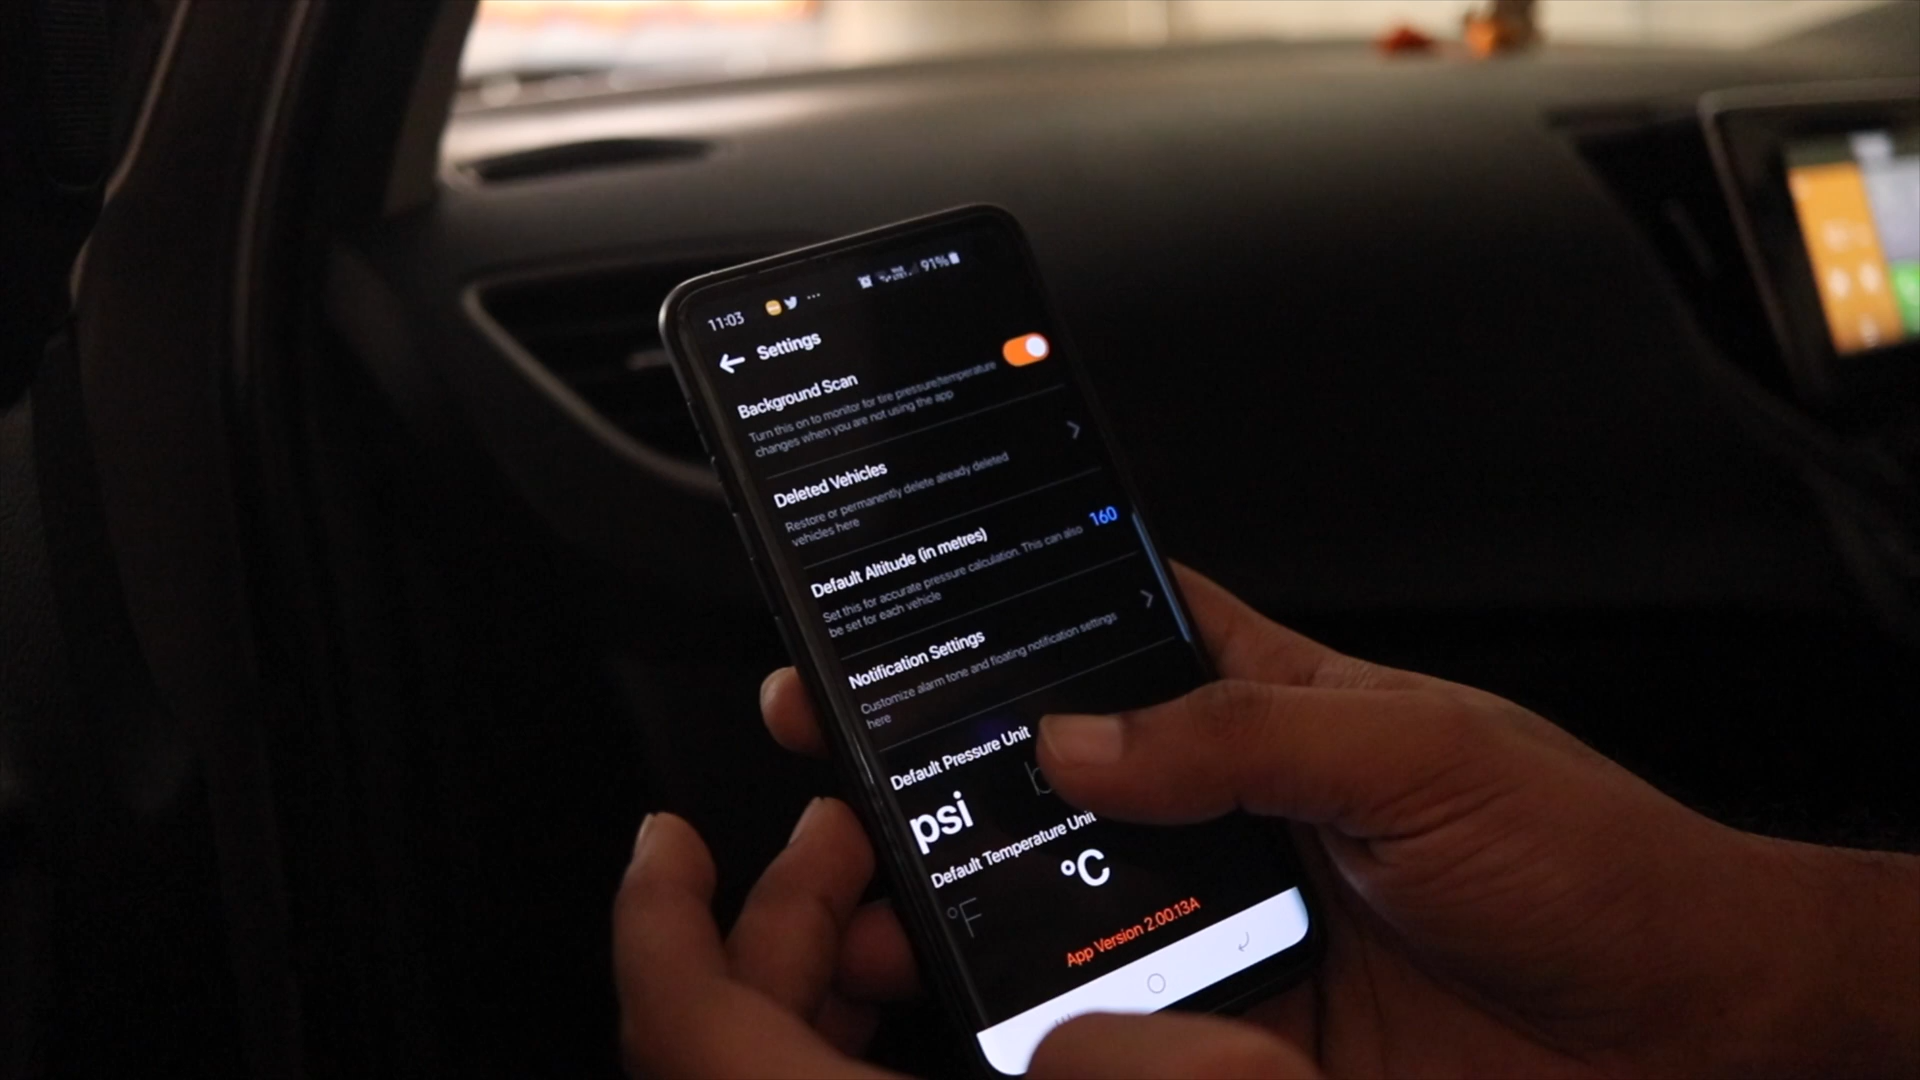 11:03
91%
Settings
Background Scan
Turn this on to monitor for tire pressure/temperature
changes when you are not using the app
Deleted Vehicles
Restore or permanently delete already deleted
vehicles here
Default Altitude (in metres)
160
Set this for accurate pressure calculation. This can also
be set for each vehicle
Notification Settings
Customize alarm tone and floating notification settings
here
Default Pressure Unit
psi
Default Temperature Unit
°F
°C
App Version 2.00.13A